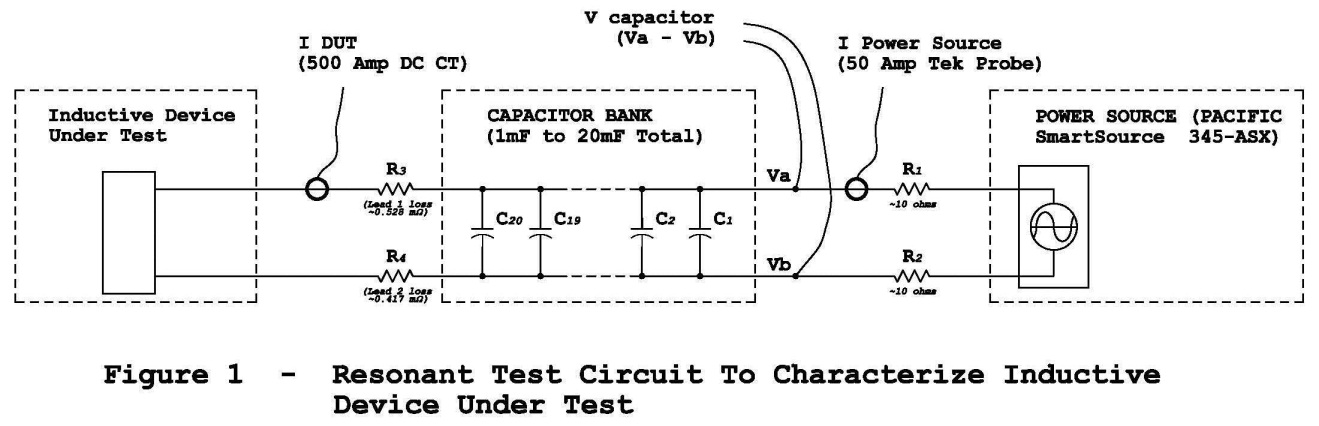 V capacitor
(Va - Vb)
I DUT
(500 Amp DC CT)
I Power Source
(50 Amp Tek Probe)
Inductive Device
Under Test
CAPACITOR BANK
(1mF to 20mF Total)
POWER SOURCE (PACIFIC
SmartSource 345-ASX)
R3
(Lead 1 loss
~0.528 mΩ)
Va
R1
~10 ohms
C20
C19
C2
C1
R4
(Lead 2 loss
~0.417 mΩ)
Vb
R2
~10 ohms
Figure 1 - Resonant Test Circuit To Characterize Inductive
Device Under Test